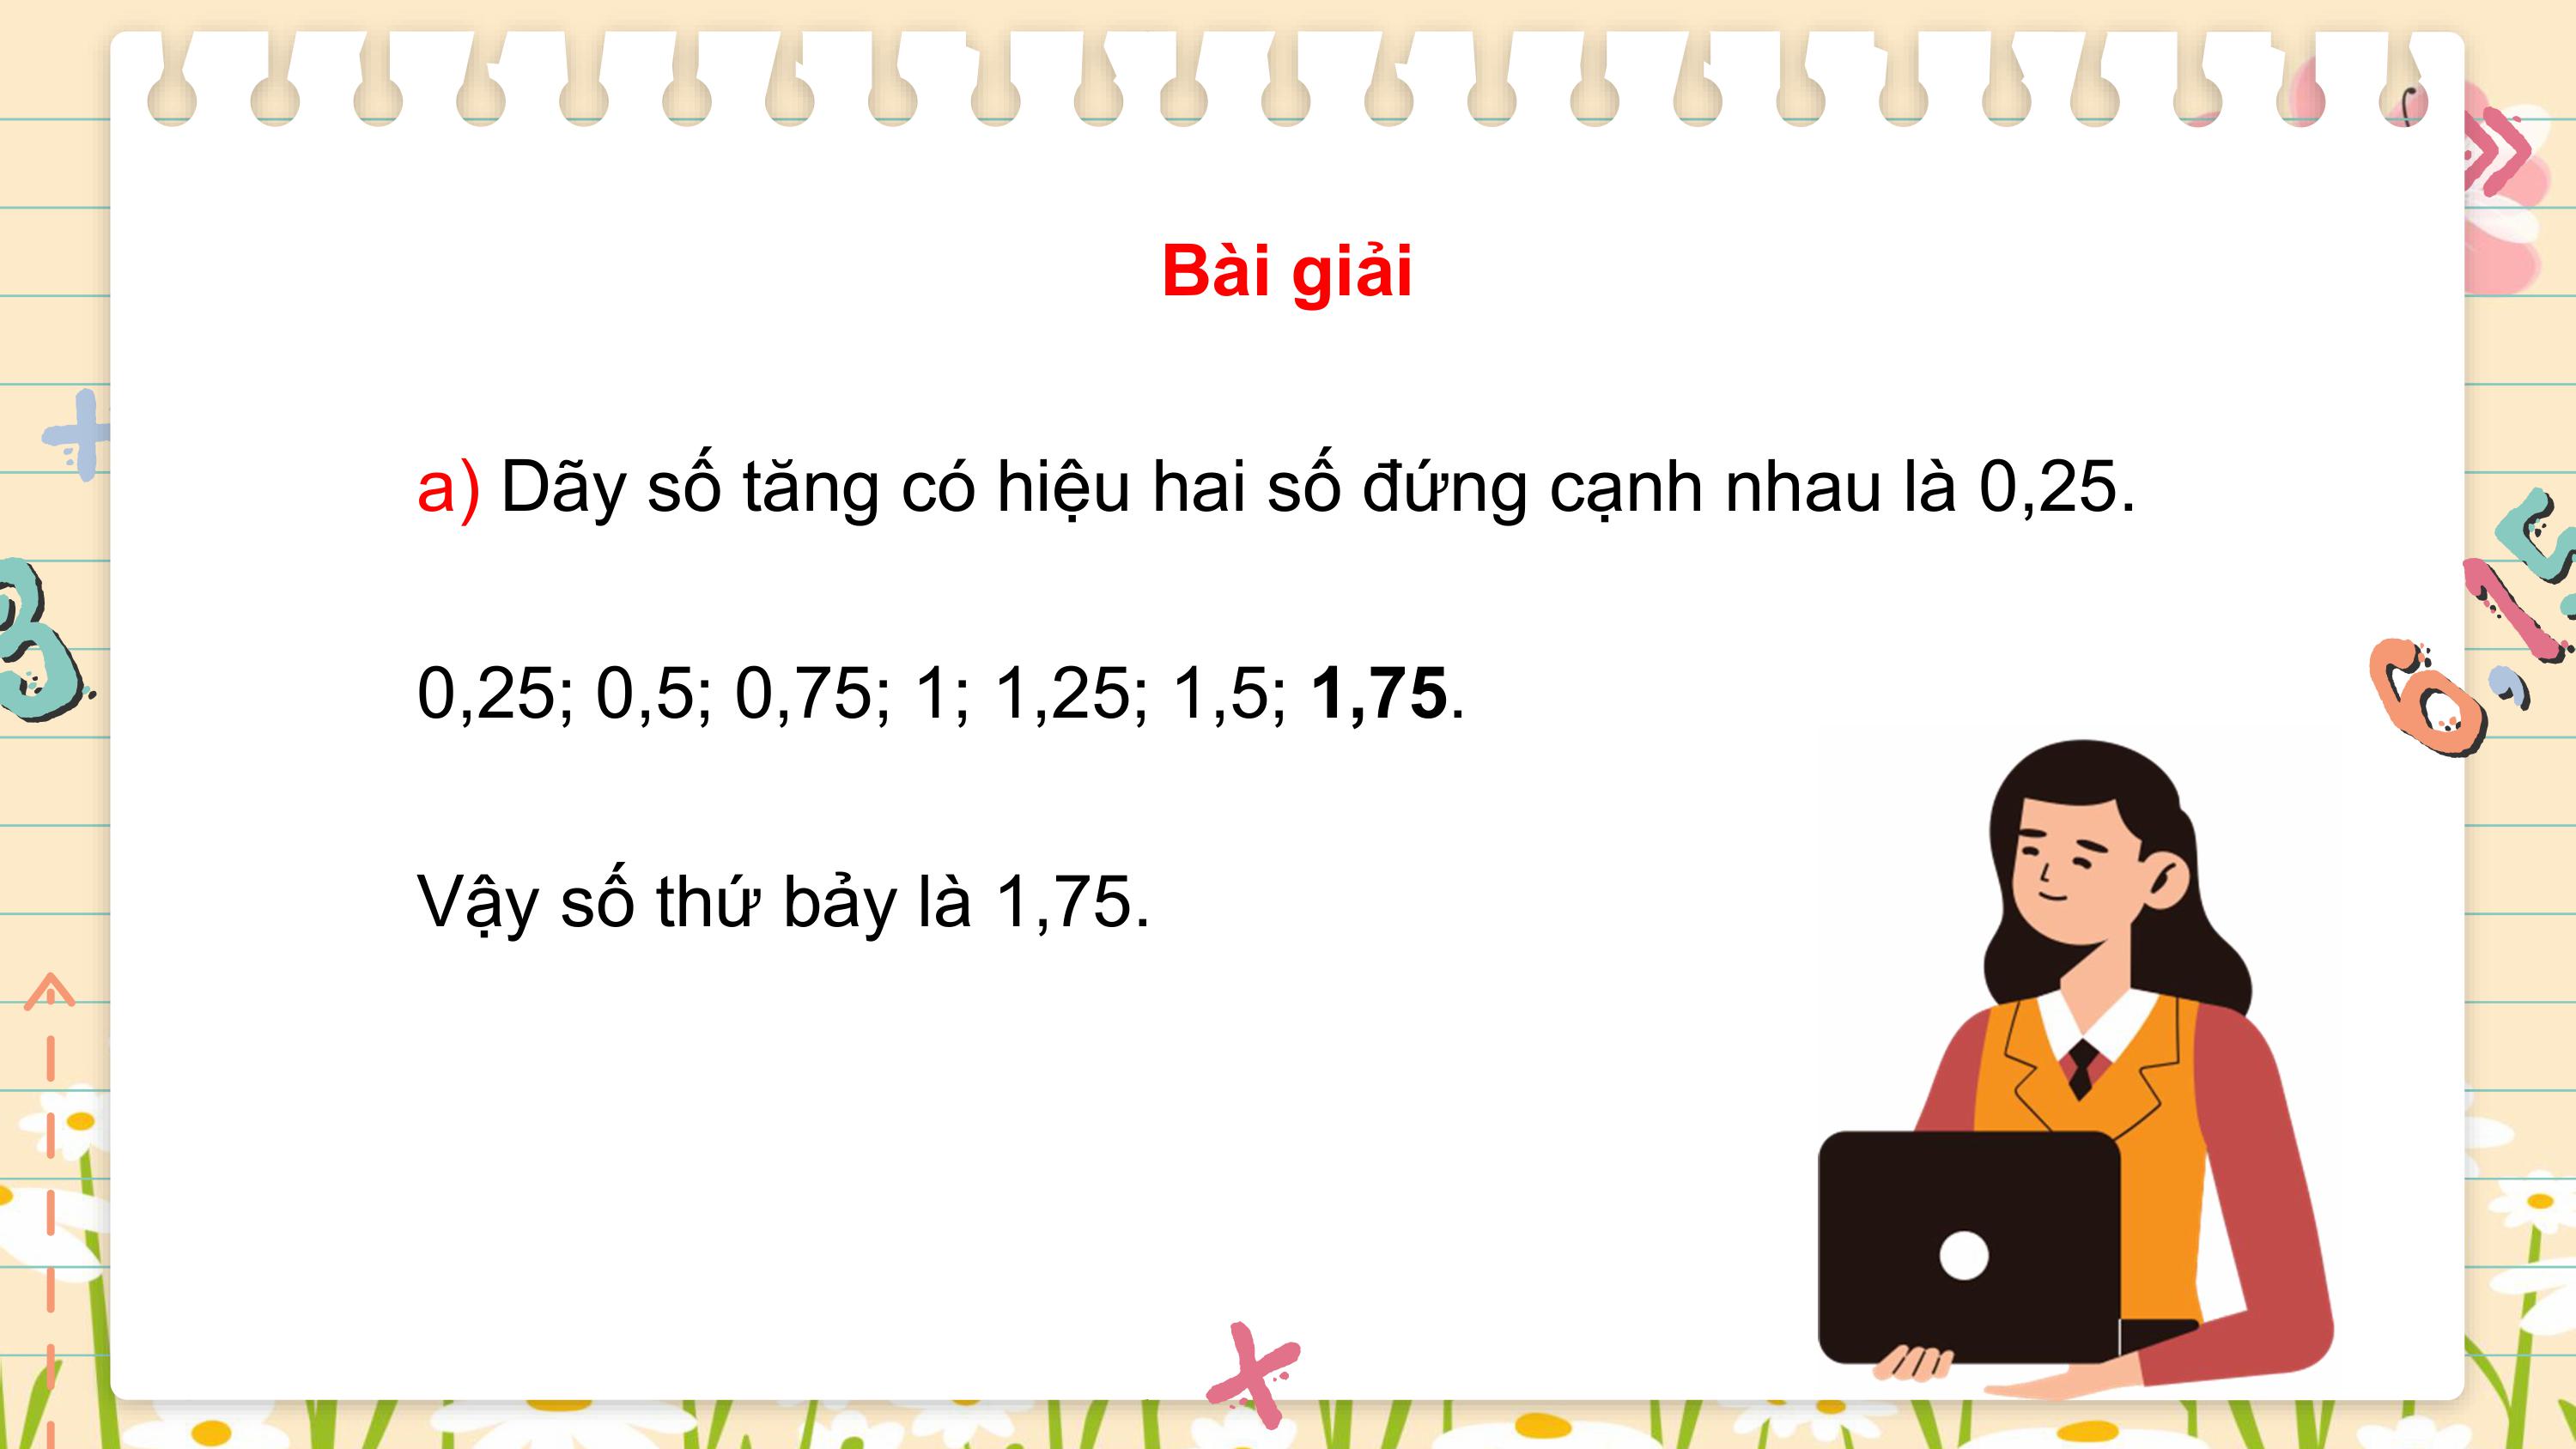 Bài giải
a) Dãy số tăng có hiệu hai số đứng cạnh nhau là 0,25.
0,25; 0,5; 0,75; 1; 1,25; 1,5; 1,75.
Vậy số thứ bảy là 1,75.